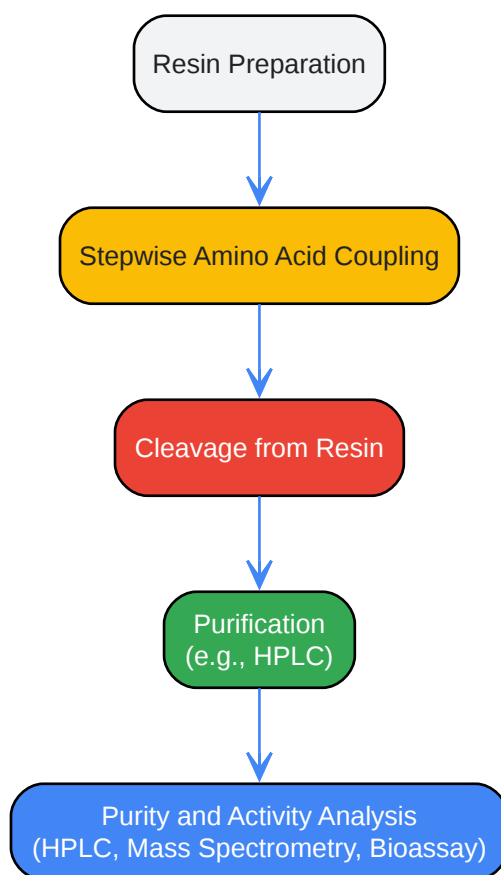 Resin Preparation
Stepwise Amino Acid Coupling
Cleavage from Resin
Purification
(e.g., HPLC)
Purity and Activity Analysis
(HPLC, Mass Spectrometry, Bioassay)